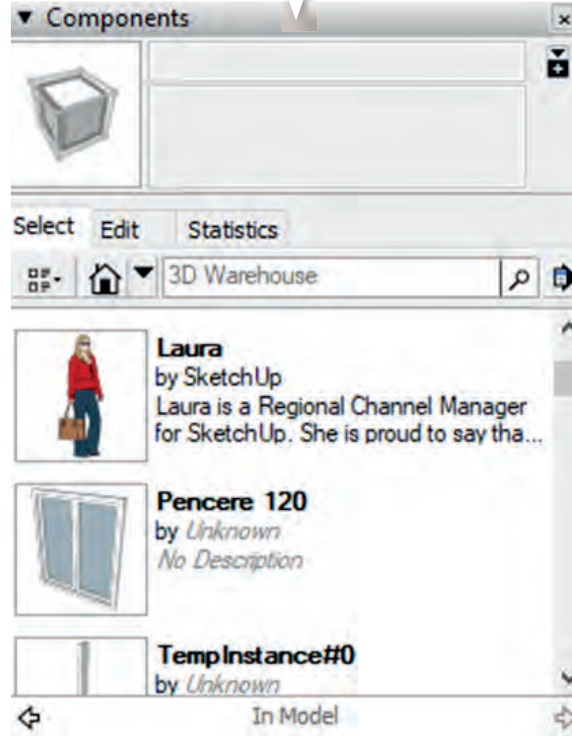 Components
Select Edit Statistics
3D Warehouse
Laura
by SketchUp
Laura is a Regional Channel Manager
for SketchUp. She is proud to say tha...
Pencere 120
by Unknown
No Description
TempInstance#0
by Unknown
In Model